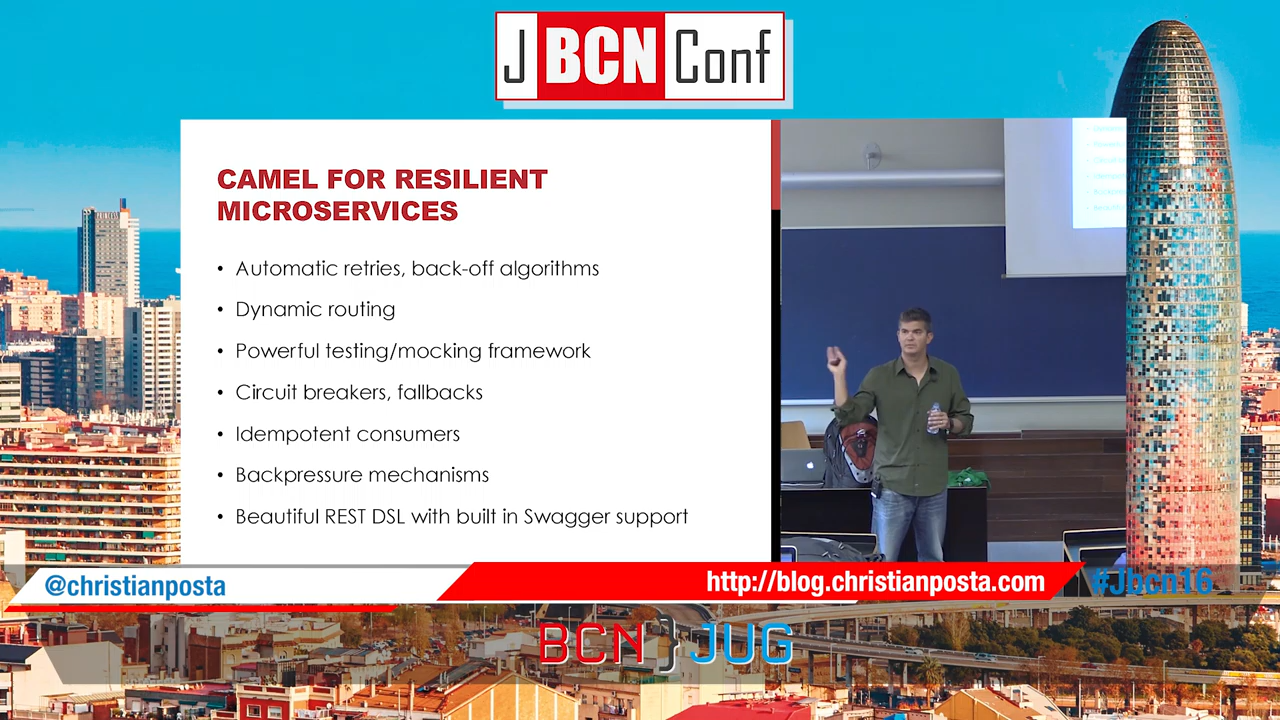 J BCN Conf
CAMEL FOR RESILIENT
MICROSERVICES
• Automatic retries, back-off algorithms
• Dynamic routing
• Powerful testing/mocking framework
• Circuit breakers, fallbacks
• Idempotent consumers
• Backpressure mechanisms
• Beautiful REST DSL with built in Swagger support
@christianposta
http://blog.christianposta.com
#Jbcn16
BCN JUG